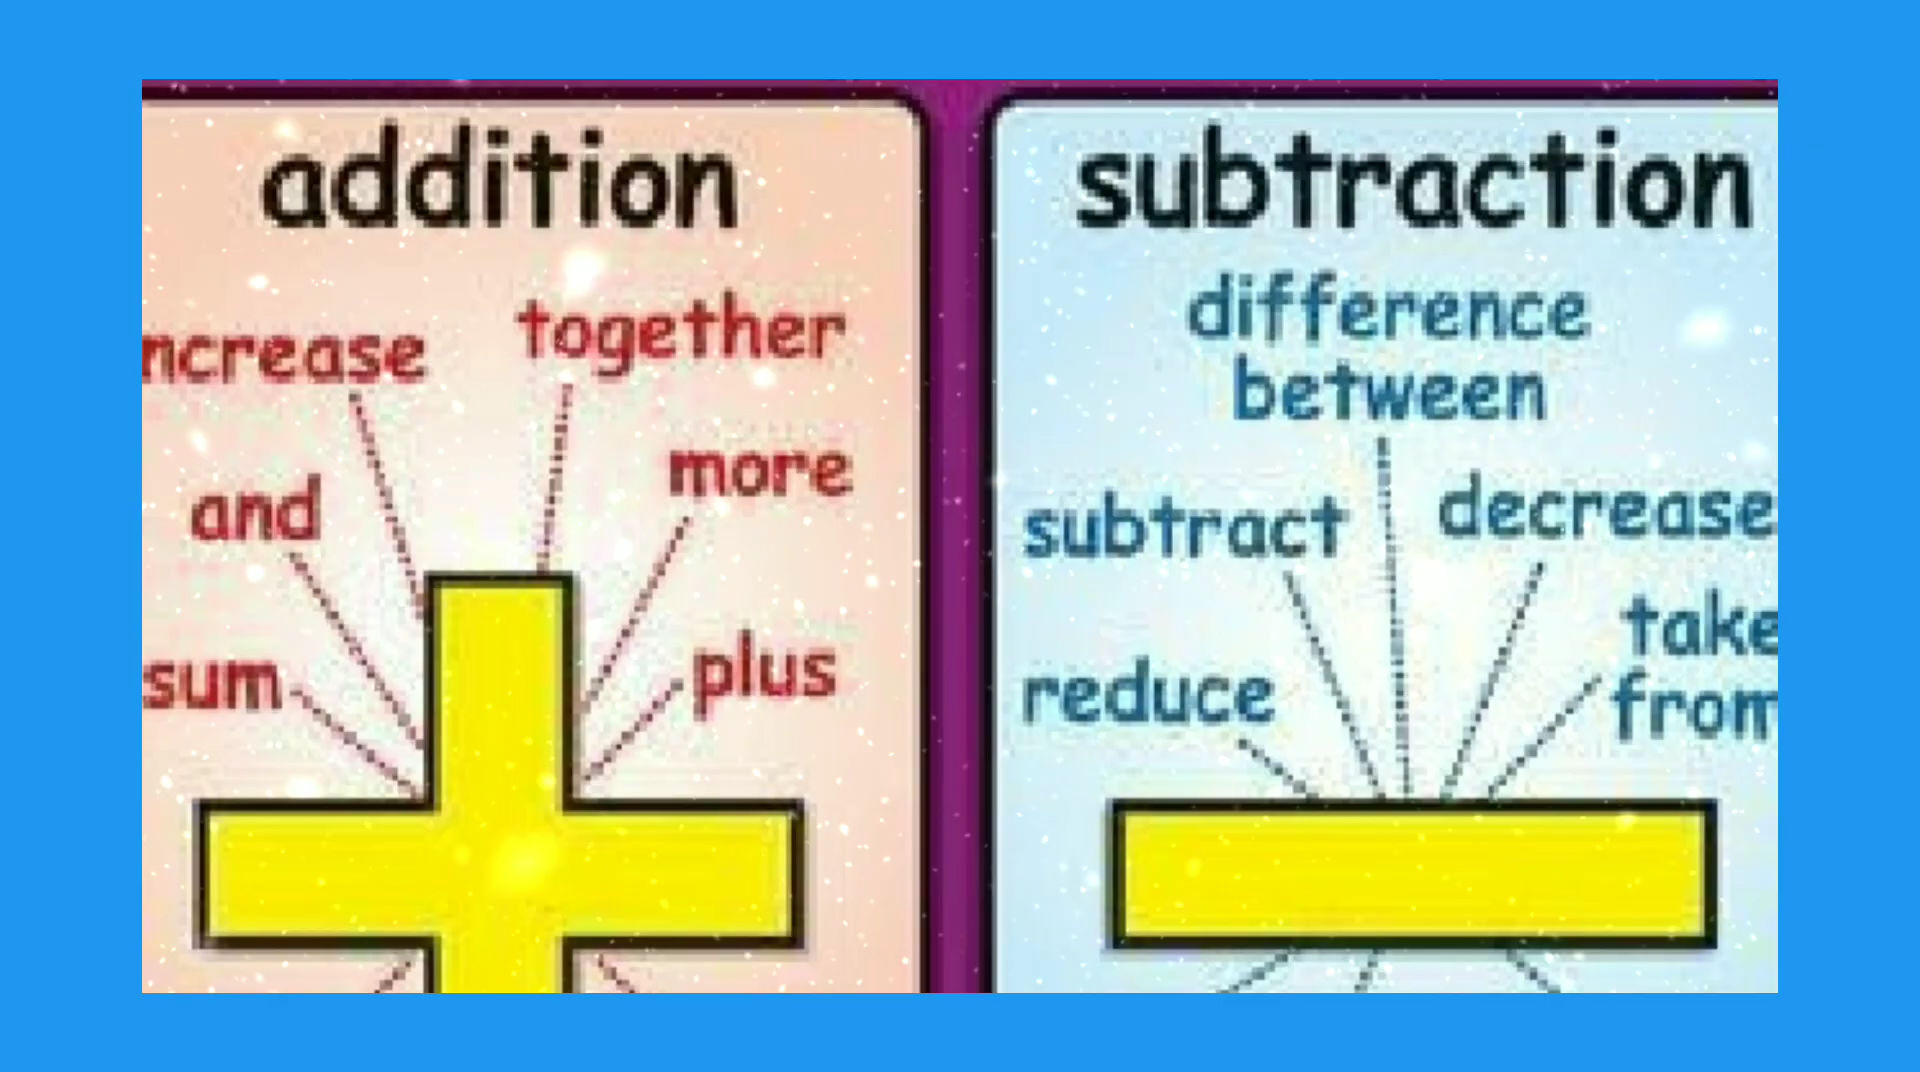 addition
ncrease
together
and
more
sum
plus
subtraction
difference
between
subtract
decrease
reduce
take
from